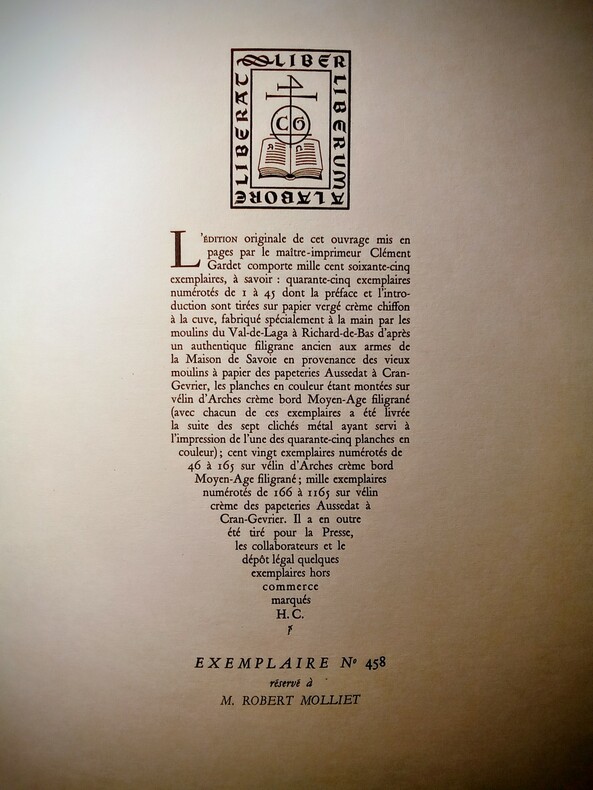 LIBER
LIBERUM
A LABORE
LIBERAT
CG
L'ÉDITION originale de cet ouvrage mis en
pages par le maître-imprimeur Clément
Gardet comporte mille cent soixante-cinq
exemplaires, à savoir : quarante-cinq exemplaires
numérotés de 1 à 45 dont la préface et l'intro-
duction sont tirées sur papier vergé crème chiffon
à la cuve, fabriqué spécialement à la main par les
moulins du Val-de-Laga à Richard-de-Bas d'après
un authentique filigrane ancien aux armes de
la Maison de Savoie en provenance des vieux
moulins à papier des papeteries Aussedat à Cran-
Gevrier, les planches en couleur étant montées sur
vélin d'Arches crème bord Moyen-Age filigrané
(avec chacun de ces exemplaires a été livrée
la suite des sept clichés métal ayant servi à
l'impression de l'une des quarante-cinq planches en
couleur) ; cent vingt exemplaires numérotés de
46 à 165 sur vélin d'Arches crème bord
Moyen-Age filigrané ; mille exemplaires
numérotés de 166 à 1165 sur vélin
crème des papeteries Aussedat à
Cran-Gevrier. Il a en outre
été tiré pour la Presse,
les collaborateurs et le
dépôt légal quelques
exemplaires hors
commerce
marqués
H. C.
EXEMPLAIRE Nº 458
réservé à
M. ROBERT MOLLIET